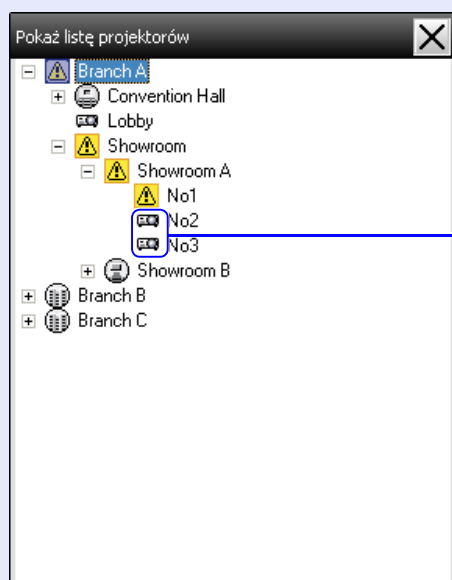 Pokaż listę projektorów
Branch A
Convention Hall
Lobby
Showroom
Showroom A
No1
No2
No3
Showroom B
Branch B
Branch C